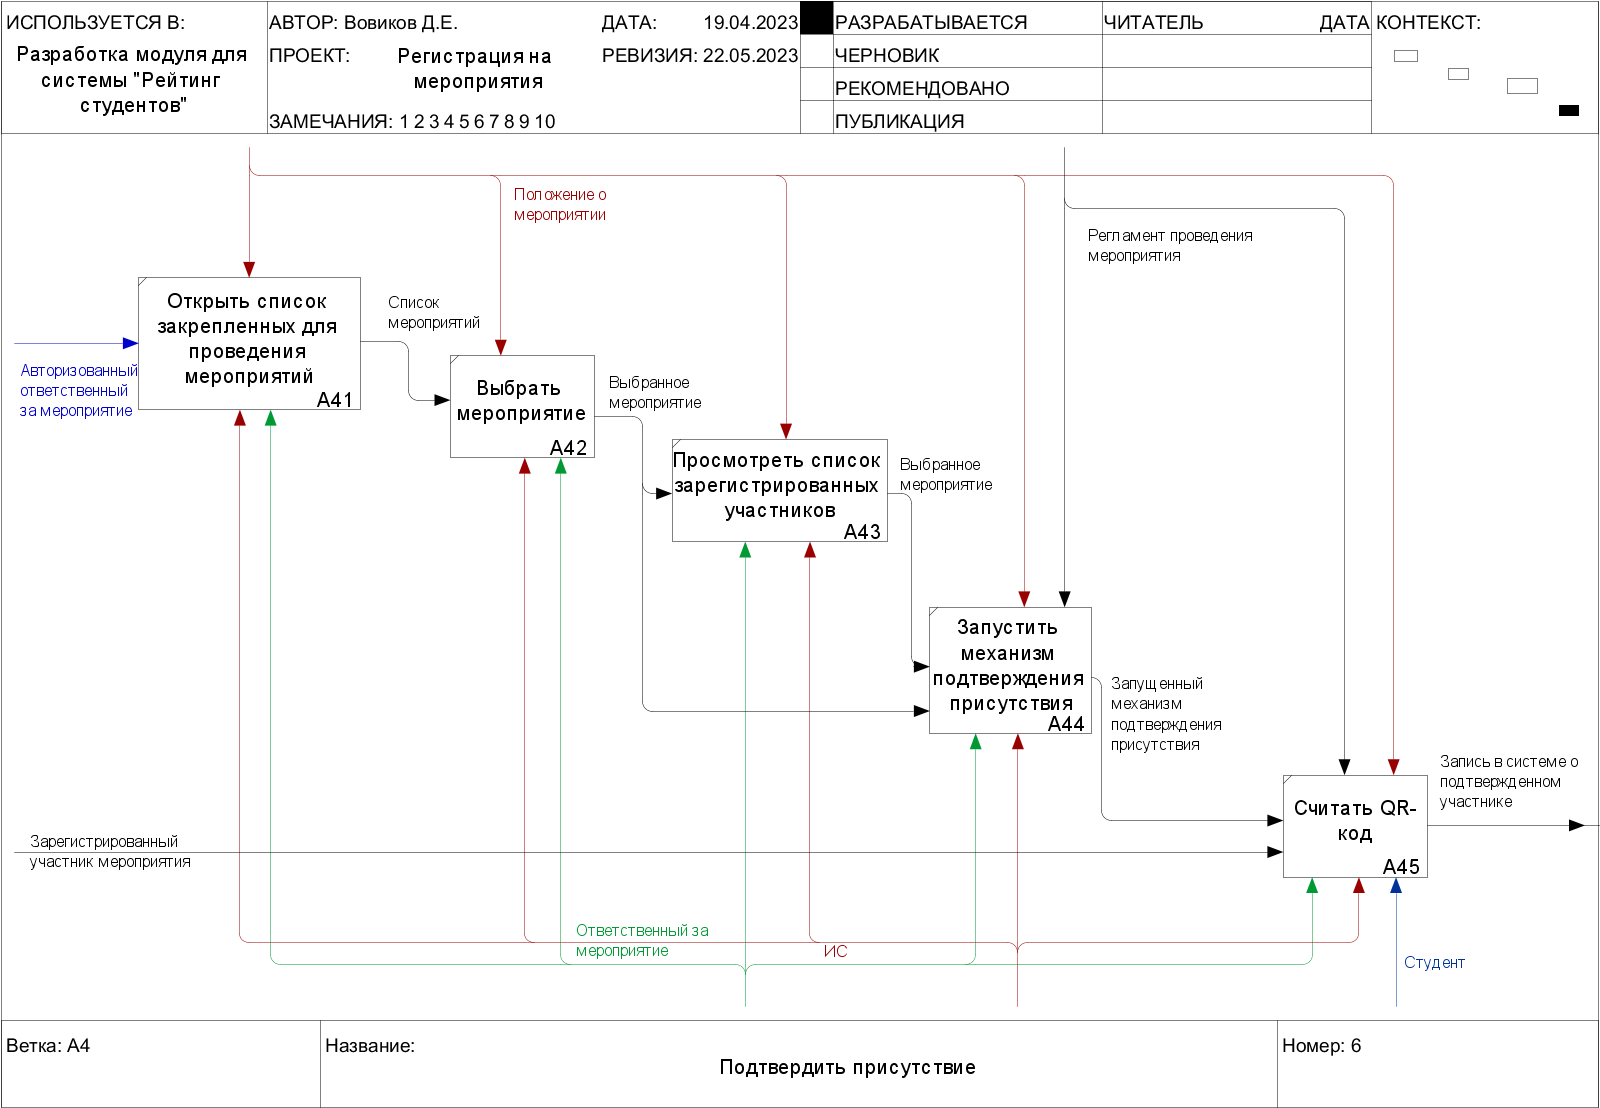 ИСПОЛЬЗУЕТСЯ В:
Разработка модуля для
системы "Рейтинг
студентов"
АВТОР: Вовиков Д.Е.
ДАТА: 19.04.2023
ПРОЕКТ: Регистрация на
мероприятия
РЕВИЗИЯ: 22.05.2023
ЗАМЕЧАНИЯ: 1 2 3 4 5 6 7 8 9 10
РАЗРАБАТЫВАЕТСЯ
ЧЕРНОВИК
РЕКОМЕНДОВАНО
ПУБЛИКАЦИЯ
ЧИТАТЕЛЬ
ДАТА
КОНТЕКСТ:
Положение о
мероприятии
Регламент проведения
мероприятия
Открыть список
закрепленных для
проведения
мероприятий
A41
Список
мероприятий
Авторизованный
ответственный
за мероприятие
Выбрать
мероприятие
A42
Выбранное
мероприятие
Просмотреть список
зарегистрированных
участников
A43
Выбранное
мероприятие
Запустить
механизм
подтверждения
присутствия
A44
Запущенный
механизм
подтверждения
присутствия
Считать QR-
код
A45
Запись в системе о
подтвержденном
участнике
Зарегистрированный
участник мероприятия
Ответственный за
мероприятие
ИС
Студент
Ветка: A4
Название:
Подтвердить присутствие
Номер: 6